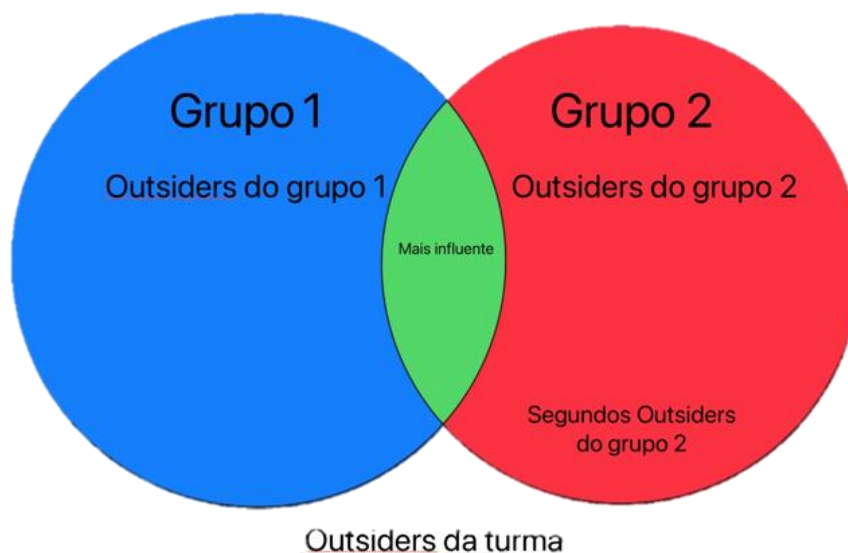 Grupo 1
Grupo 2
Outsiders do grupo 1
Outsiders do grupo 2
Mais influente
Segundos Outsiders
do grupo 2
Outsiders da turma